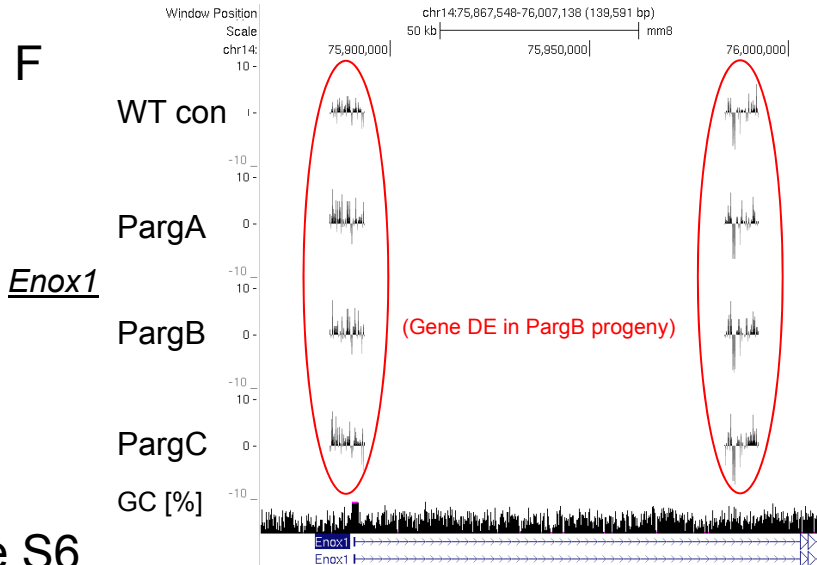 F
Window Position chr14:75,867,548-76,007,138 (139,591 bp)
Scale 50 kb mm8
chr14: 75,900,000 75,950,000 76,000,000
10 -
WT con
-10 _
10 -
PargA 0 -
-10 _
Enox1
10 -
PargB 0 - (Gene DE in PargB progeny)
-10 _
10 -
PargC 0 -
-10 _
GC [%]
Enox1
Enox1
e S6